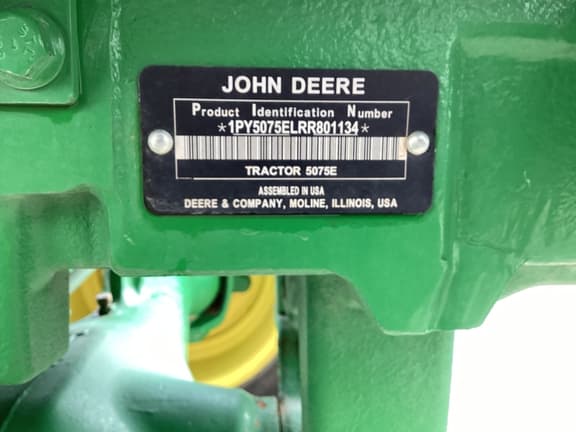 JOHN DEERE
Product Identification Number
*1PY5075ELRR801134*
TRACTOR 5075E
ASSEMBLED IN USA
DEERE & COMPANY, MOLINE, ILLINOIS, USA